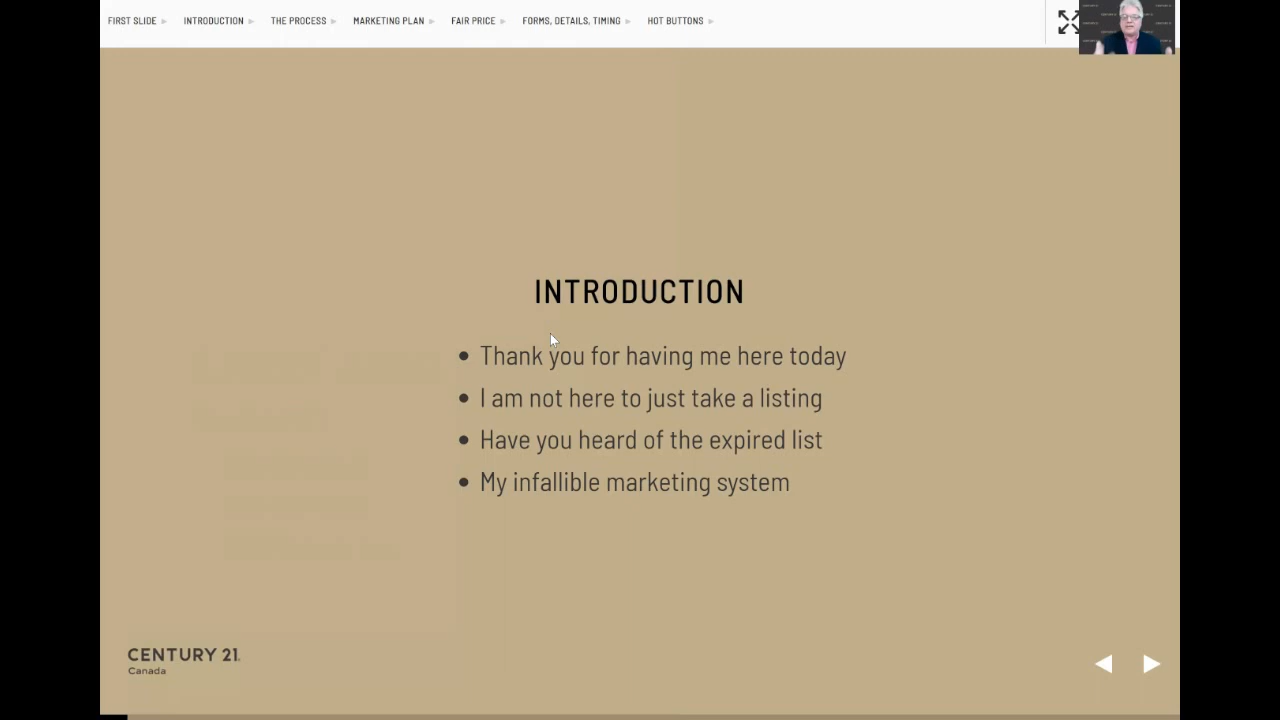 FIRST SLIDE
INTRODUCTION
THE PROCESS
MARKETING PLAN
FAIR PRICE
FORMS, DETAILS, TIMING
HOT BUTTONS
INTRODUCTION
• Thank you for having me here today
• I am not here to just take a listing
• Have you heard of the expired list
• My infallible marketing system
CENTURY 21
Canada